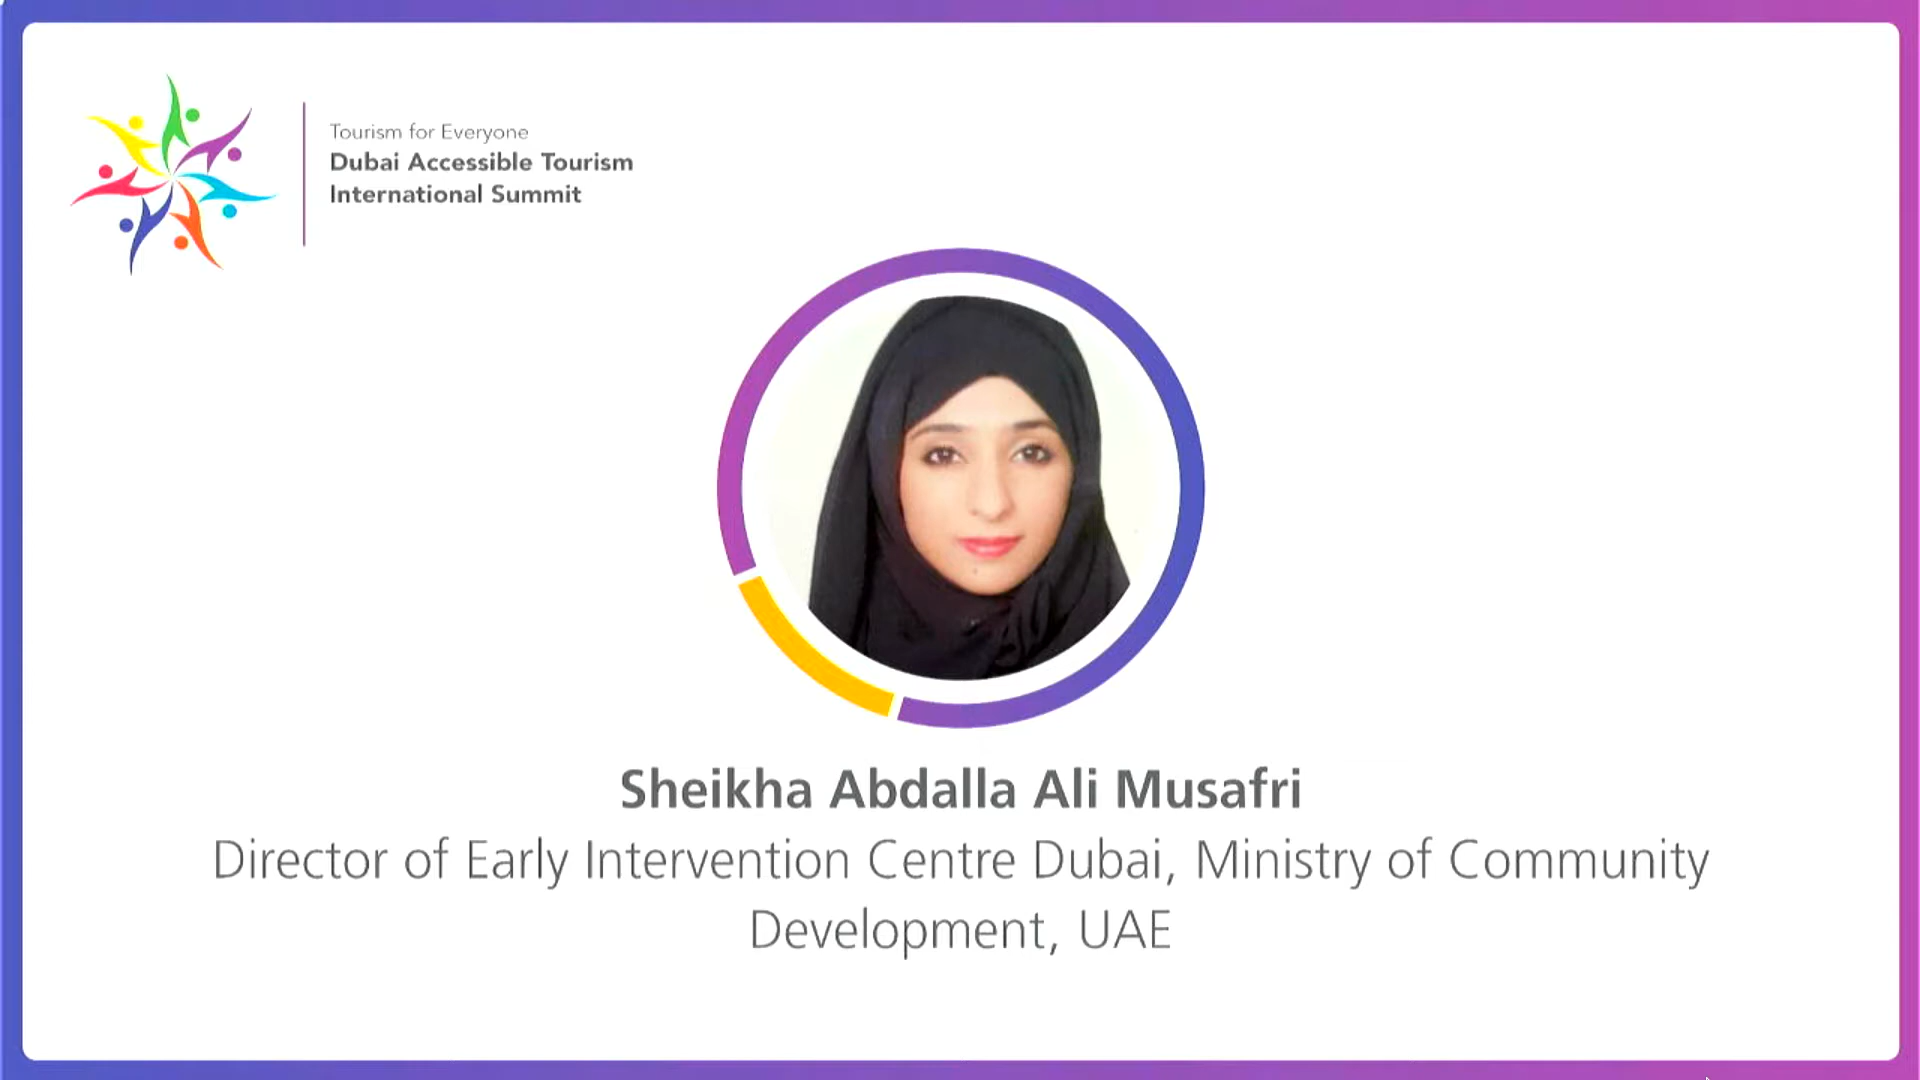 Tourism for Everyone
Dubai Accessible Tourism
International Summit
Sheikha Abdalla Ali Musafri
Director of Early Intervention Centre Dubai, Ministry of Community
Development, UAE